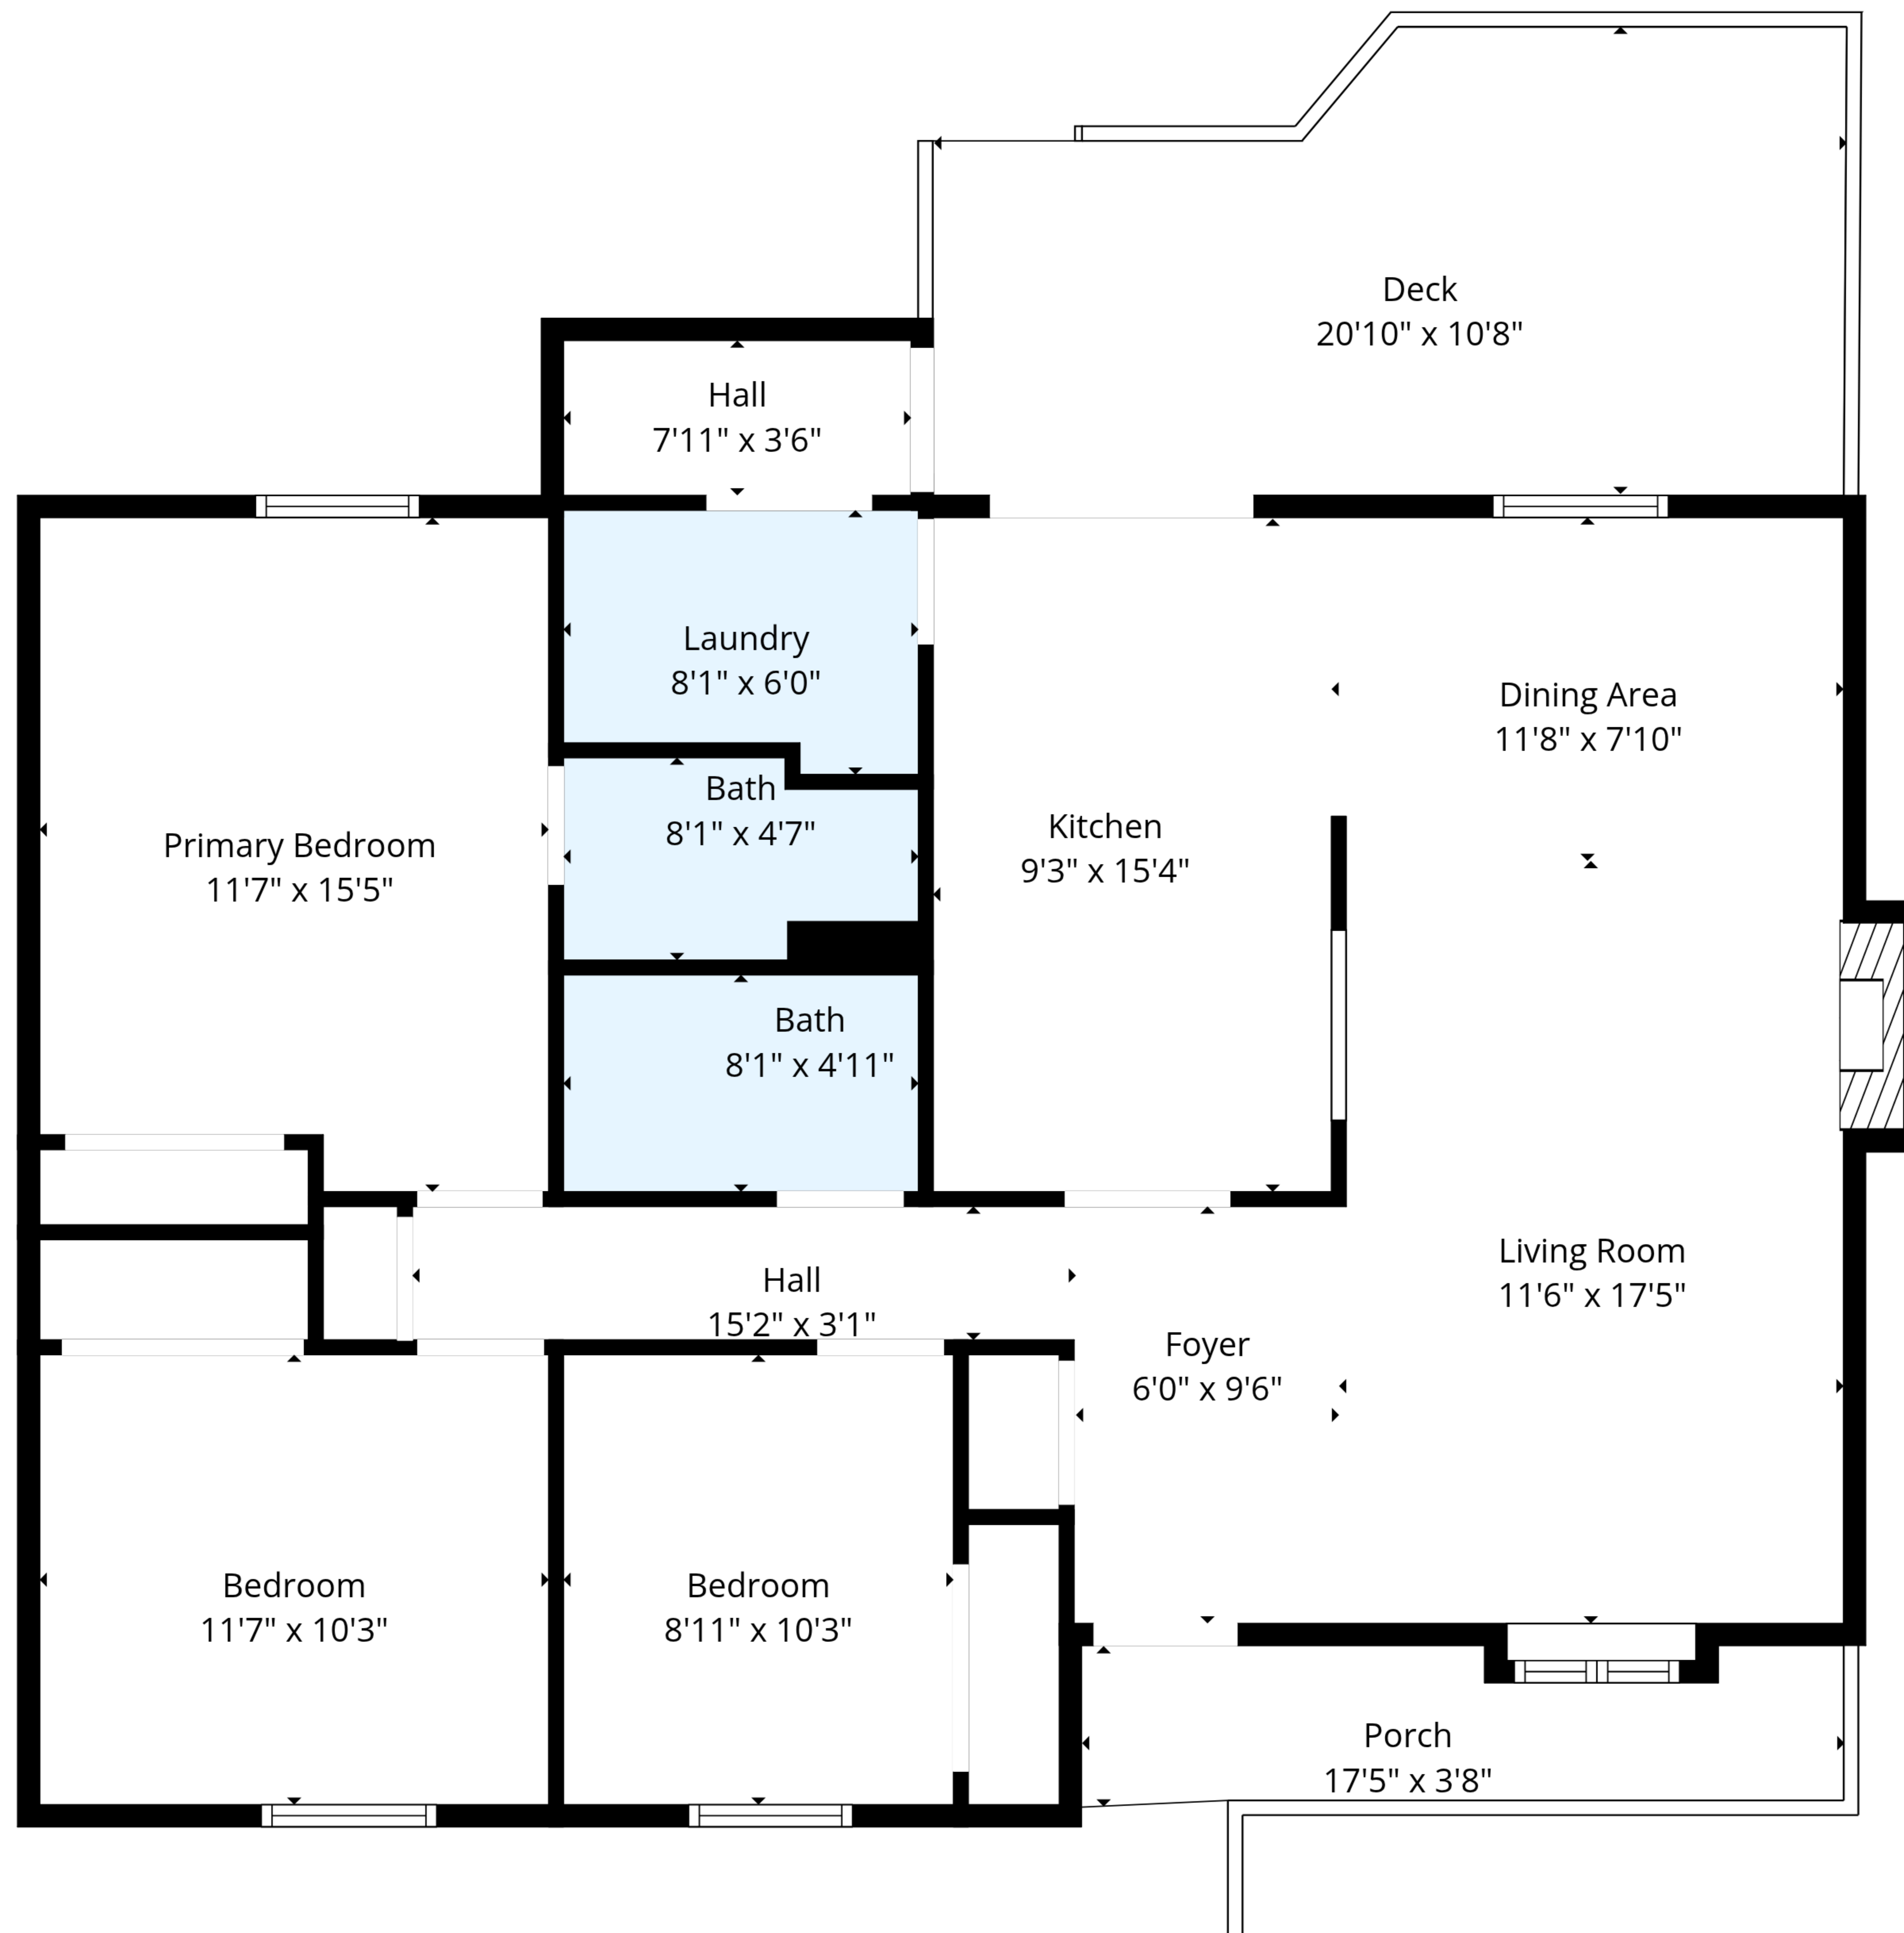 Deck
20'10" x 10'8"
Hall
7'11" x 3'6"
Laundry
8'1" x 6'0"
Dining Area
11'8" x 7'10"
Bath
8'1" x 4'7"
Kitchen
9'3" x 15'4"
Primary Bedroom
11'7" x 15'5"
Bath
8'1" x 4'11"
Living Room
11'6" x 17'5"
Hall
15'2" x 3'1"
Foyer
6'0" x 9'6"
Bedroom
11'7" x 10'3"
Bedroom
8'11" x 10'3"
Porch
17'5" x 3'8"